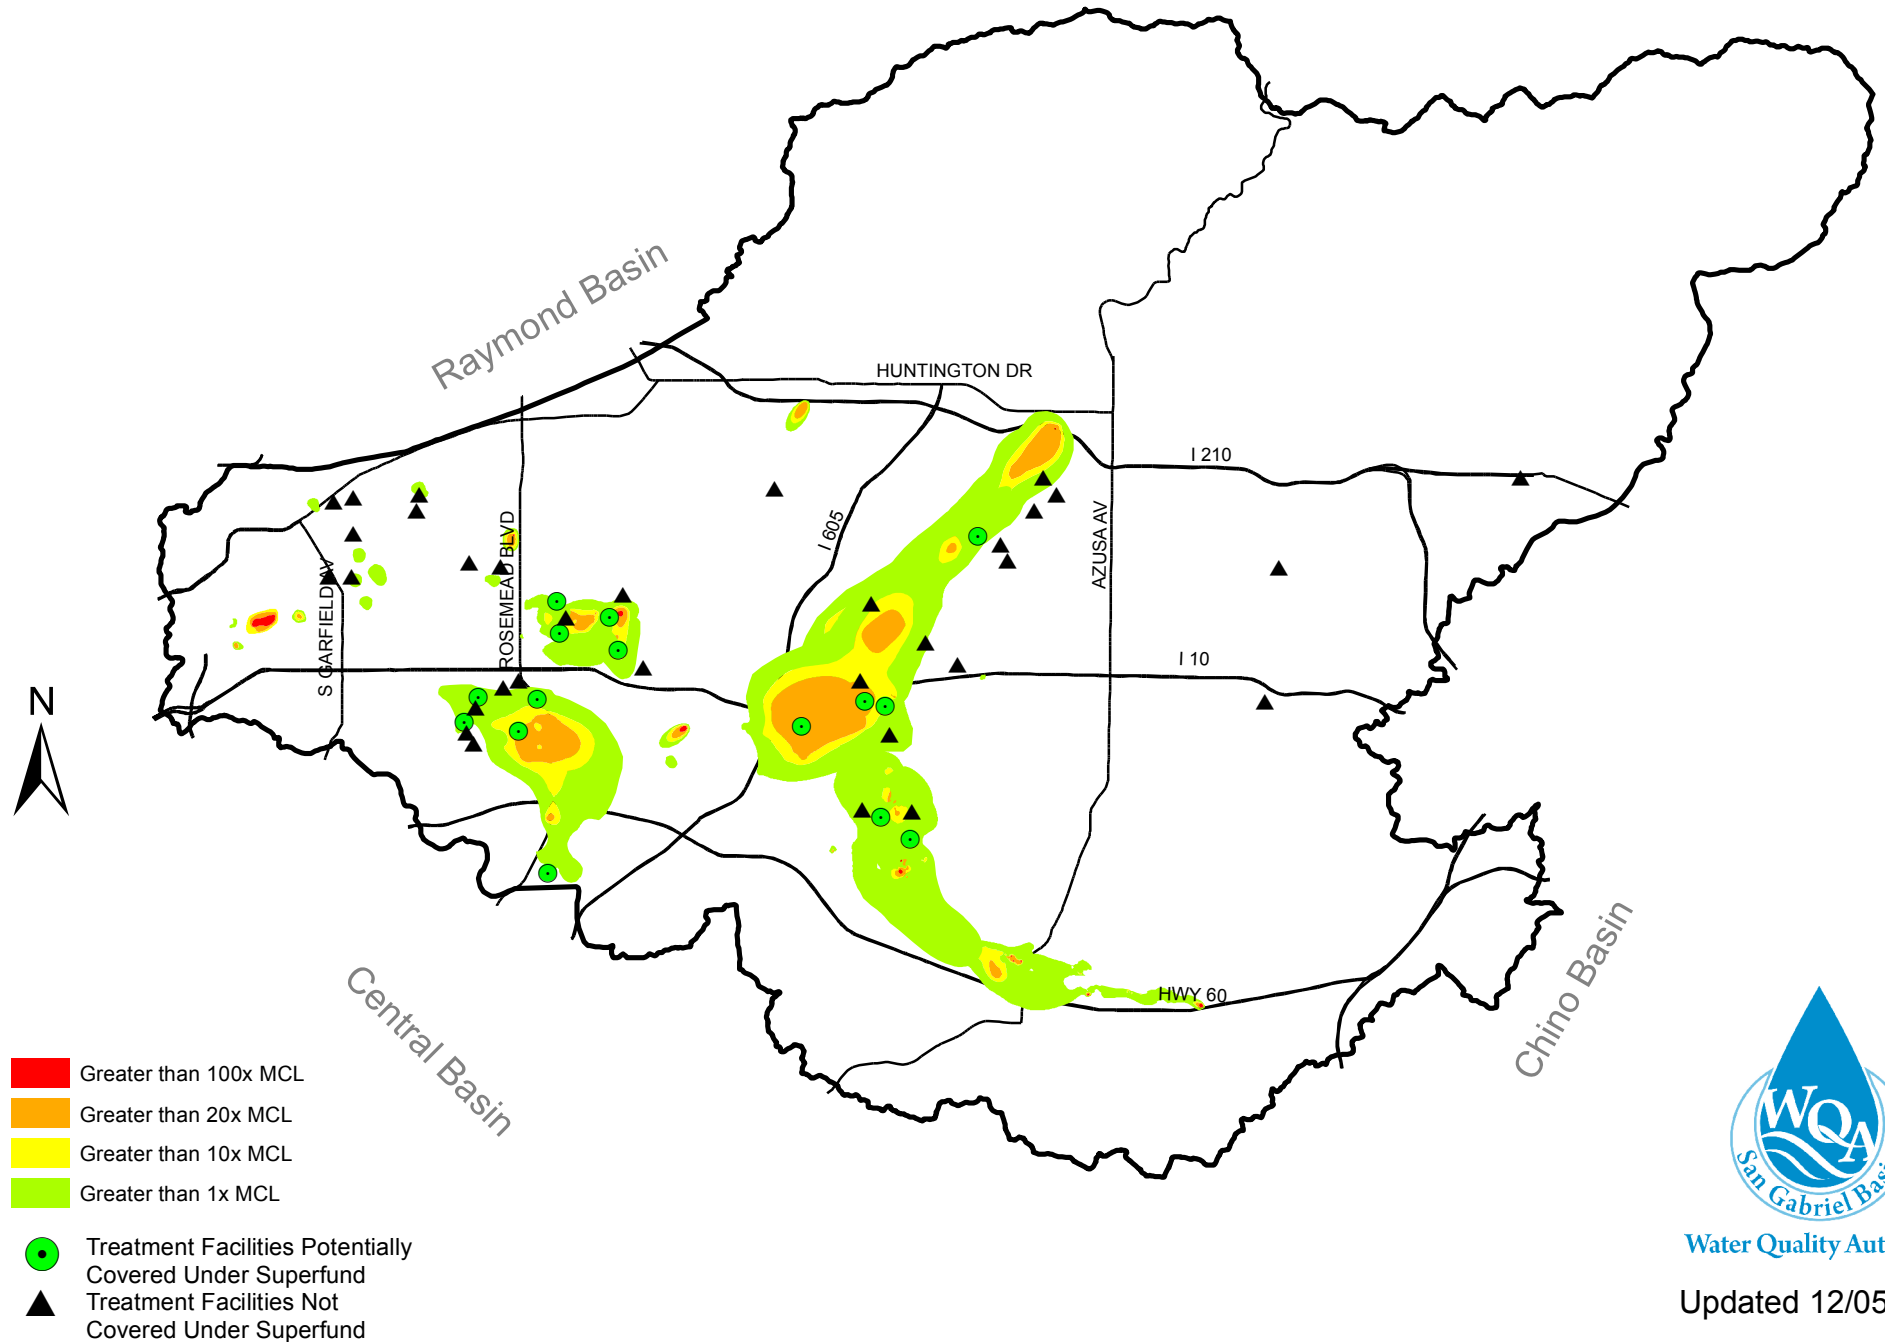 Raymond Basin
HUNTINGTON DR
I 210
I 605
AZUSA AV
ROSEMEAD BLVD
S GARFIELD AV
I 10
N
HWY 60
Central Basin
Chino Basin
Greater than 100x MCL
Greater than 20x MCL
Greater than 10x MCL
Greater than 1x MCL
Treatment Facilities Potentially
Covered Under Superfund
Treatment Facilities Not
Covered Under Superfund
WQA
San Gabriel Bas
Water Quality Aut
Updated 12/05